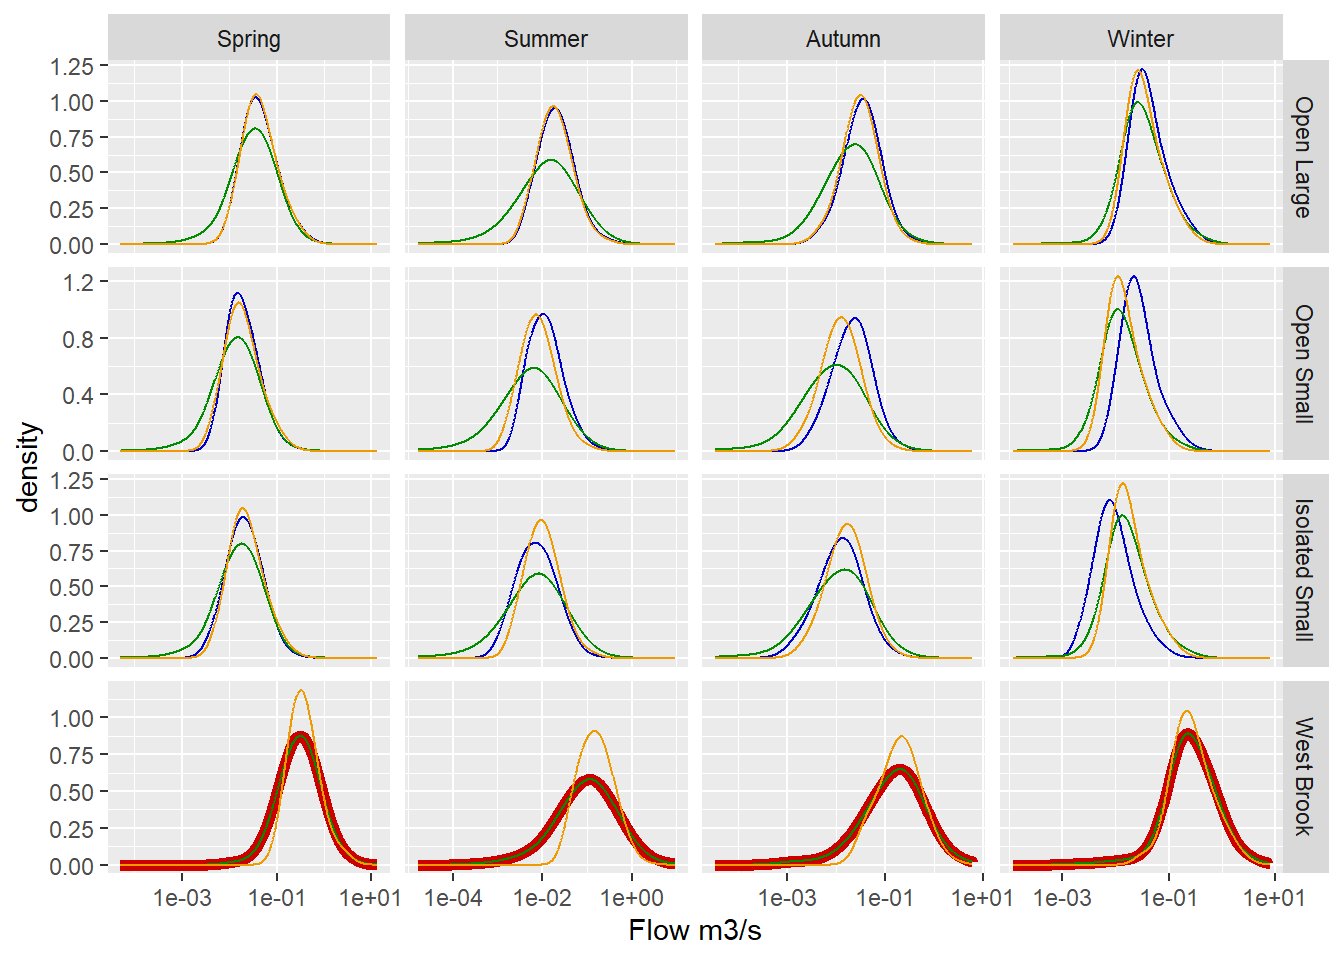 Spring Summer Autumn Winter
1.25
1.00
0.75
0.50
0.25
0.00
Open Large
1.2
0.8
0.4
0.0
Open Small
density
1.25
1.00
0.75
0.50
0.25
0.00
Isolated Small
1.00
0.75
0.50
0.25
0.00
West Brook
1e-03 1e-01 1e+01 1e-04 1e-02 1e+00 1e-03 1e-01 1e+01 1e-03 1e-01 1e+01
Flow m3/s